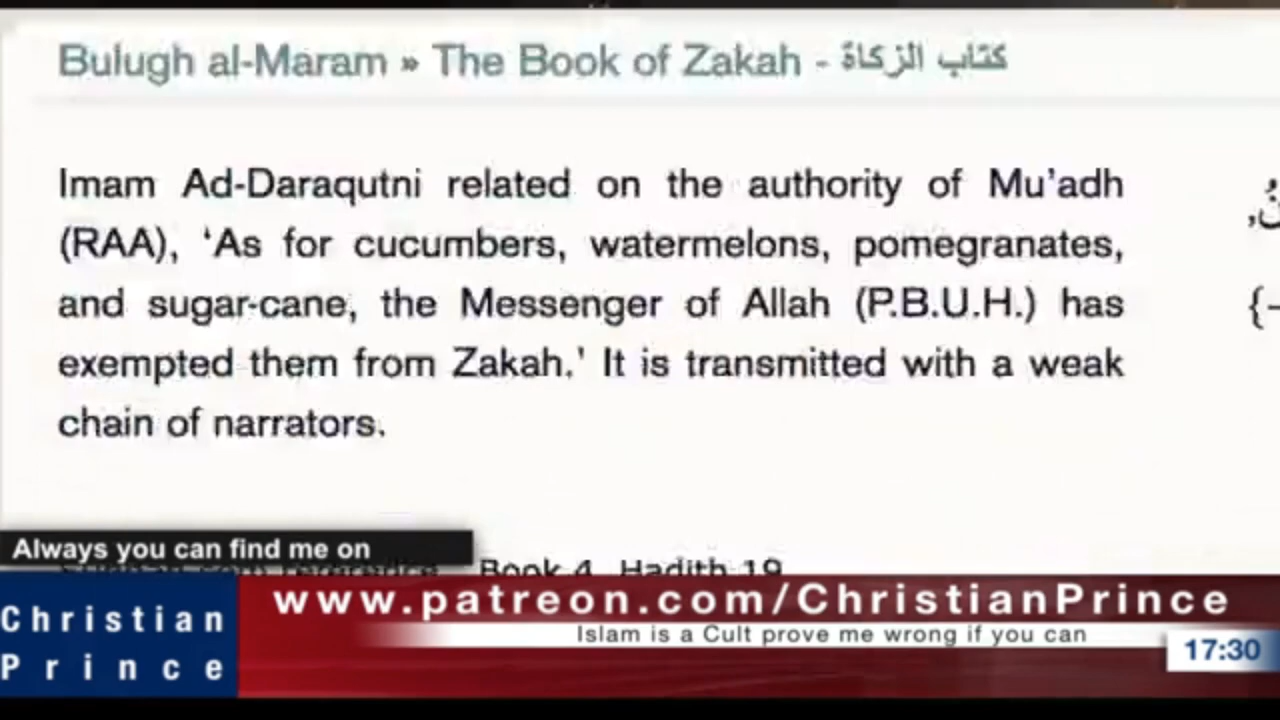 Bulugh al-Maram » The Book of Zakah - كتاب الزكاة
Imam Ad-Daraqutni related on the authority of Mu'adh
(RAA), 'As for cucumbers, watermelons, pomegranates,
and sugar-cane, the Messenger of Allah (P.B.U.H.) has
exempted them from Zakah.' It is transmitted with a weak
chain of narrators.
Always you can find me on
Book 4, Hadith 19
Christian
Prince
www.patreon.com/ChristianPrince
Islam is a Cult prove me wrong if you can
17:30